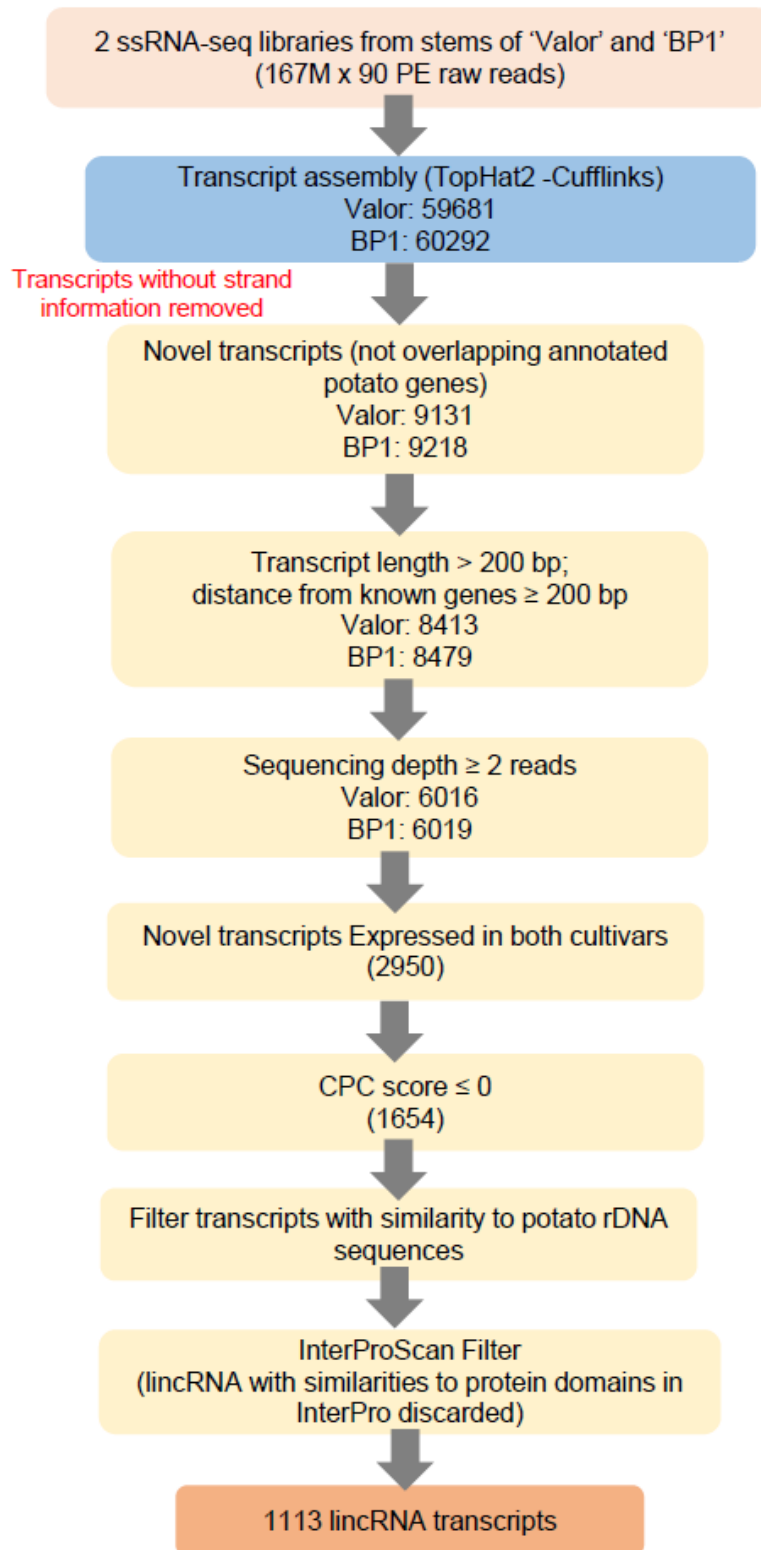 2 ssRNA-seq libraries from stems of ‘Valor’ and ‘BP1’
(167M x 90 PE raw reads)
Transcript assembly (TopHat2 -Cufflinks)
Valor: 59681
BP1: 60292
Transcripts without strand
information removed
Novel transcripts (not overlapping annotated
potato genes)
Valor: 9131
BP1: 9218
Transcript length > 200 bp;
distance from known genes ≥ 200 bp
Valor: 8413
BP1: 8479
Sequencing depth ≥ 2 reads
Valor: 6016
BP1: 6019
Novel transcripts Expressed in both cultivars
(2950)
CPC score ≤ 0
(1654)
Filter transcripts with similarity to potato rDNA
sequences
InterProScan Filter
(lincRNA with similarities to protein domains in
InterPro discarded)
1113 lincRNA transcripts